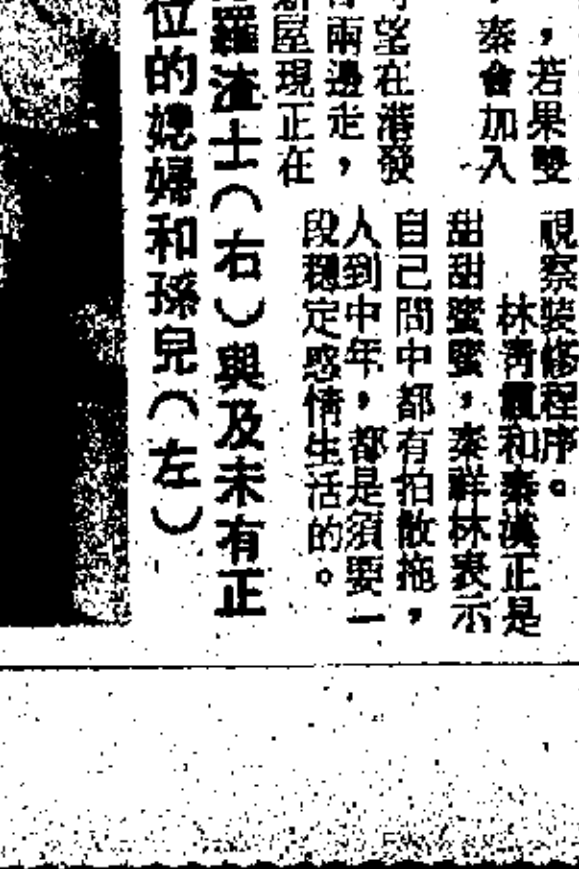 ，若果雙
秦會加入
望在港發
兩邊走，
屋現正在
視察裝修程序。
林青霞和秦漢正是
甜甜蜜蜜，秦祥林表示
自己間中都有拍散拖，
人到中年，都是須要一
段穩定感情生活的。
羅渣士（右）與及未有正
位的媳婦和孫兒（左）